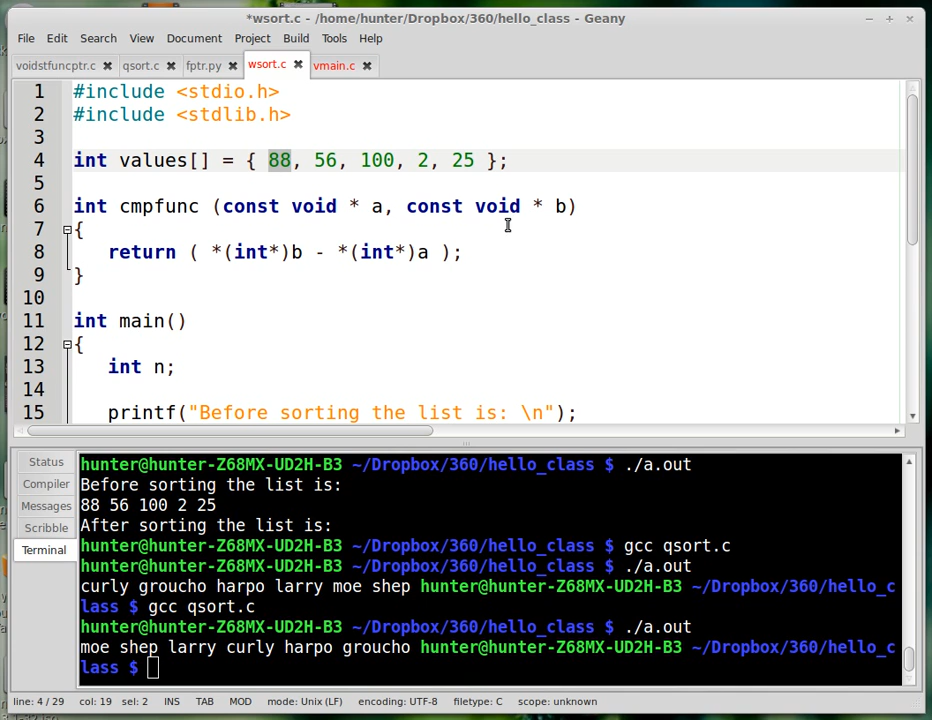 *wsort.c - /home/hunter/Dropbox/360/hello_class - Geany
File Edit Search View Document Project Build Tools Help
voidstfuncptr.c qsort.c fptr.py wsort.c vmain.c
1 #include <stdio.h>
2 #include <stdlib.h>
3
4 int values[] = { 88, 56, 100, 2, 25 };
5
6 int cmpfunc (const void * a, const void * b)
7 {
8 return ( *(int*)b - *(int*)a );
9 }
10
11 int main()
12 {
13 int n;
14
15 printf("Before sorting the list is: \n");
Status
Compiler
Messages
Scribble
Terminal
hunter@hunter-Z68MX-UD2H-B3 ~/Dropbox/360/hello_class $ ./a.out
Before sorting the list is:
88 56 100 2 25
After sorting the list is:
hunter@hunter-Z68MX-UD2H-B3 ~/Dropbox/360/hello_class $ gcc qsort.c
hunter@hunter-Z68MX-UD2H-B3 ~/Dropbox/360/hello_class $ ./a.out
curly groucho harpo larry moe shep hunter@hunter-Z68MX-UD2H-B3 ~/Dropbox/360/hello_c
lass $ gcc qsort.c
hunter@hunter-Z68MX-UD2H-B3 ~/Dropbox/360/hello_class $ ./a.out
moe shep larry curly harpo groucho hunter@hunter-Z68MX-UD2H-B3 ~/Dropbox/360/hello_c
lass $
line: 4 / 29 col: 19 sel: 2 INS TAB MOD mode: Unix (LF) encoding: UTF-8 filetype: C scope: unknown